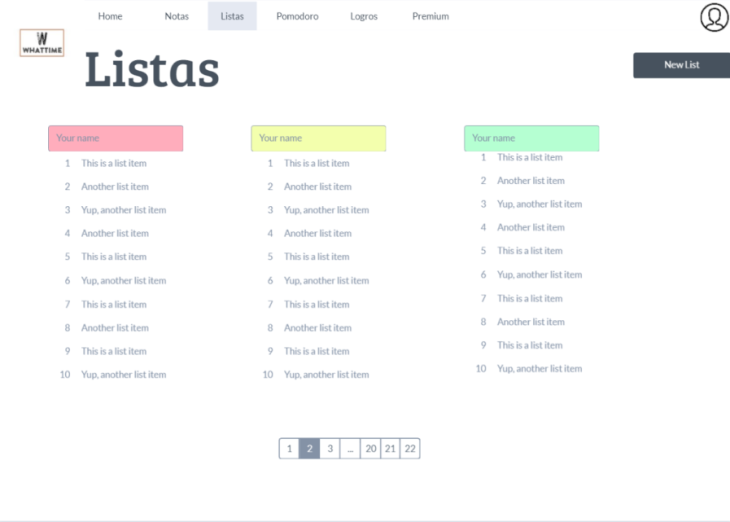 Home Notas Listas Pomodoro Logros Premium
W
WHATTIME
Listas
New List
Your name
1 This is a list item
2 Another list item
3 Yup, another list item
4 Another list item
5 This is a list item
6 Yup, another list item
7 This is a list item
8 Another list item
9 This is a list item
10 Yup, another list item
Your name
1 This is a list item
2 Another list item
3 Yup, another list item
4 Another list item
5 This is a list item
6 Yup, another list item
7 This is a list item
8 Another list item
9 This is a list item
10 Yup, another list item
Your name
1 This is a list item
2 Another list item
3 Yup, another list item
4 Another list item
5 This is a list item
6 Yup, another list item
7 This is a list item
8 Another list item
9 This is a list item
10 Yup, another list item
1 2 3 ... 20 21 22